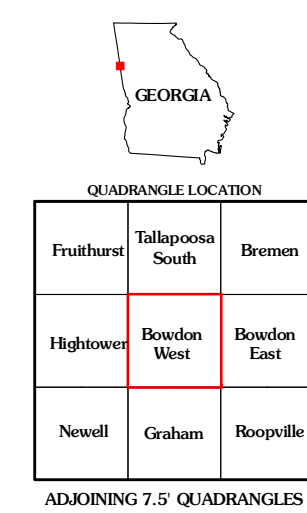 GEORGIA
QUADRANGLE LOCATION
Fruithurst
Tallapoosa
South
Bremen
Hightower
Bowdon
West
Bowdon
East
Newell
Graham
Roopville
ADJOINING 7.5' QUADRANGLES